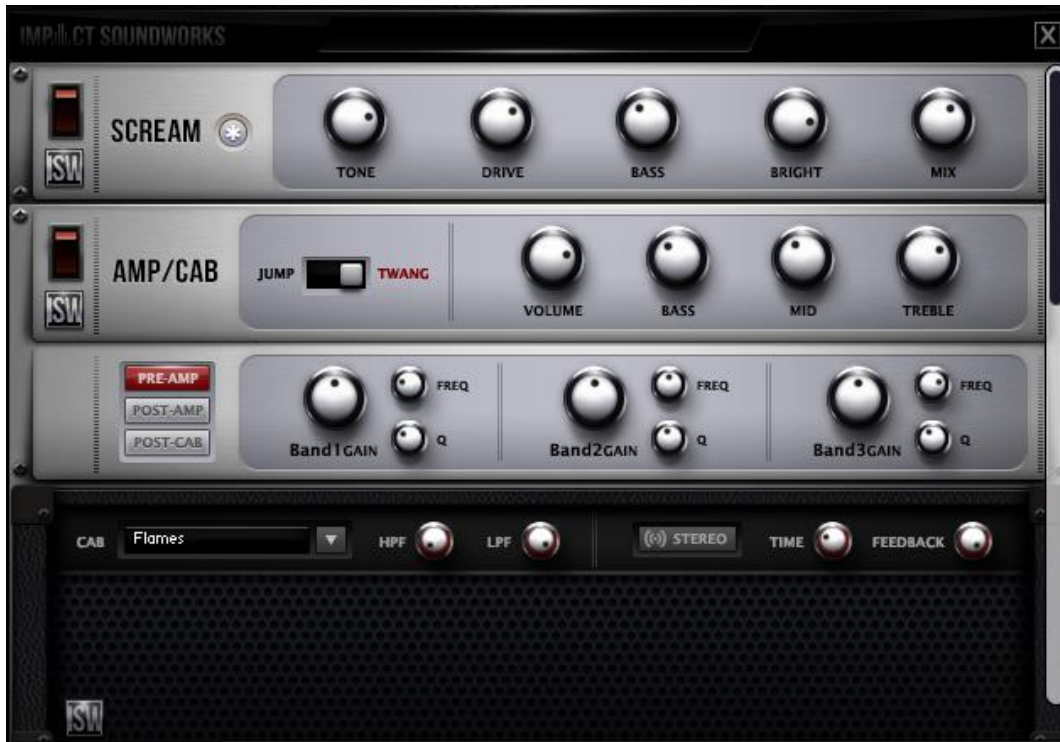 IMPACT SOUNDWORKS
X
SCREAM
ISW
TONE DRIVE BASS BRIGHT MIX
AMP/CAB
ISW
JUMP TWANG
VOLUME BASS MID TREBLE
PRE-AMP
POST-AMP
POST-CAB
Band1GAIN FREQ Q
Band2GAIN FREQ Q
Band3GAIN FREQ Q
CAB Flames HPF LPF STEREO TIME FEEDBACK
ISW